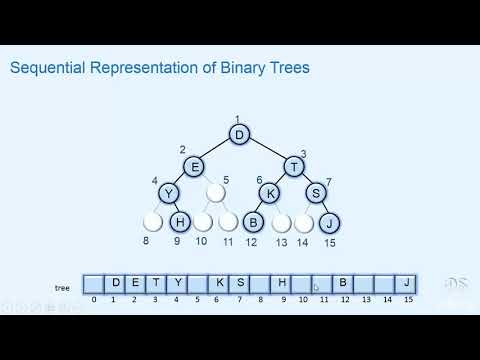 Sequential Representation of Binary Trees
1
D
2 3
E T
4 5 6 7
Y K S
H B J
8 9 10 11 12 13 14 15
tree D E T Y K S H B J
0 1 2 3 4 5 6 7 8 9 10 11 12 13 14 15